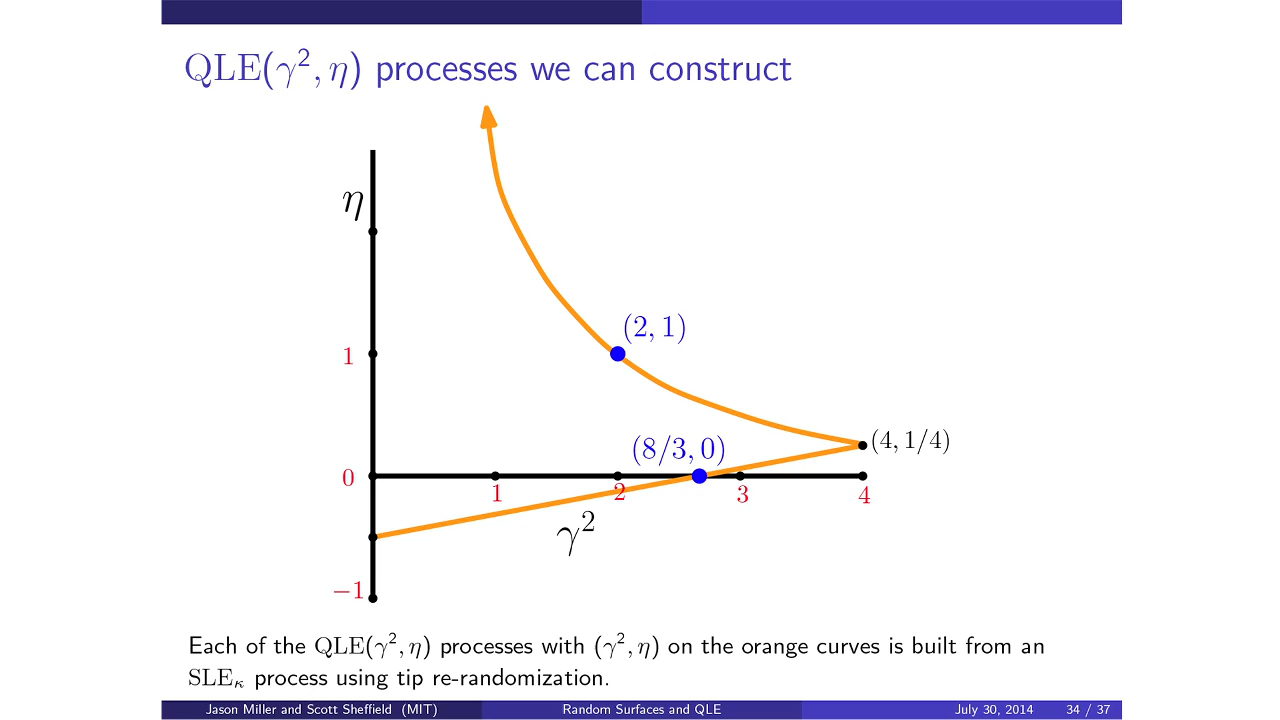 QLE(γ², η) processes we can construct
η
(2, 1)
1
(8/3, 0)
(4, 1/4)
0
1
2
3
4
γ²
−1
Each of the QLE(γ², η) processes with (γ², η) on the orange curves is built from an
SLEκ process using tip re-randomization.
Jason Miller and Scott Sheffield (MIT)
Random Surfaces and QLE
July 30, 2014
34 / 37